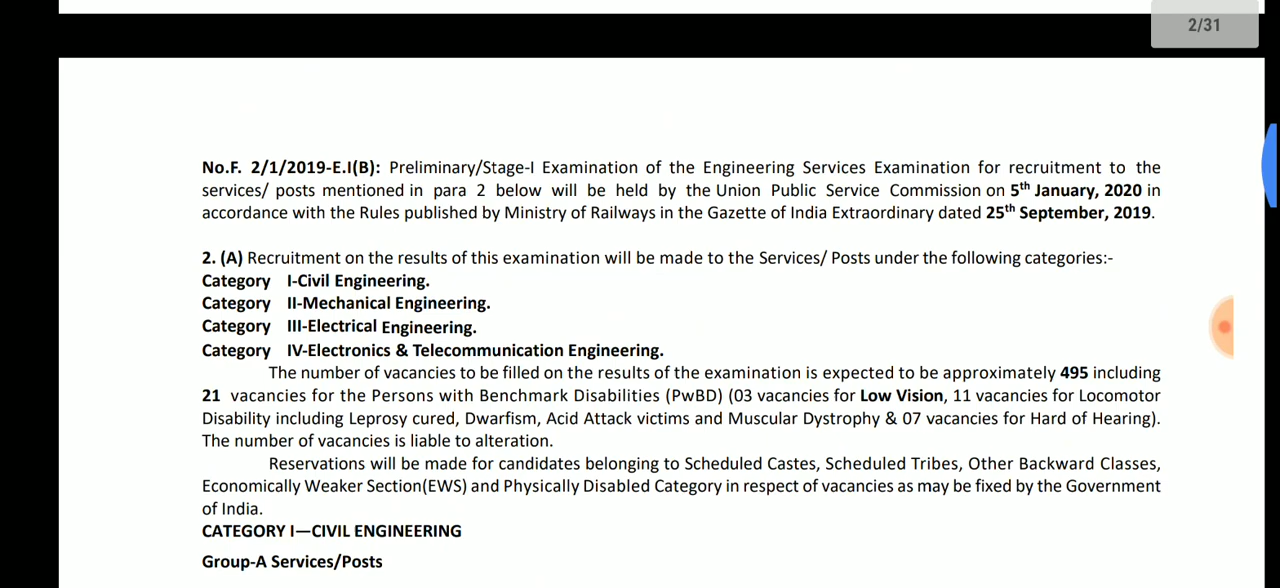 2/31
No.F. 2/1/2019-E.I(B): Preliminary/Stage-I Examination of the Engineering Services Examination for recruitment to the
services/ posts mentioned in para 2 below will be held by the Union Public Service Commission on 5th January, 2020 in
accordance with the Rules published by Ministry of Railways in the Gazette of India Extraordinary dated 25th September, 2019.
2. (A) Recruitment on the results of this examination will be made to the Services/ Posts under the following categories:-
Category I-Civil Engineering.
Category II-Mechanical Engineering.
Category III-Electrical Engineering.
Category IV-Electronics & Telecommunication Engineering.
The number of vacancies to be filled on the results of the examination is expected to be approximately 495 including
21 vacancies for the Persons with Benchmark Disabilities (PwBD) (03 vacancies for Low Vision, 11 vacancies for Locomotor
Disability including Leprosy cured, Dwarfism, Acid Attack victims and Muscular Dystrophy & 07 vacancies for Hard of Hearing).
The number of vacancies is liable to alteration.
Reservations will be made for candidates belonging to Scheduled Castes, Scheduled Tribes, Other Backward Classes,
Economically Weaker Section(EWS) and Physically Disabled Category in respect of vacancies as may be fixed by the Government
of India.
CATEGORY I—CIVIL ENGINEERING
Group-A Services/Posts